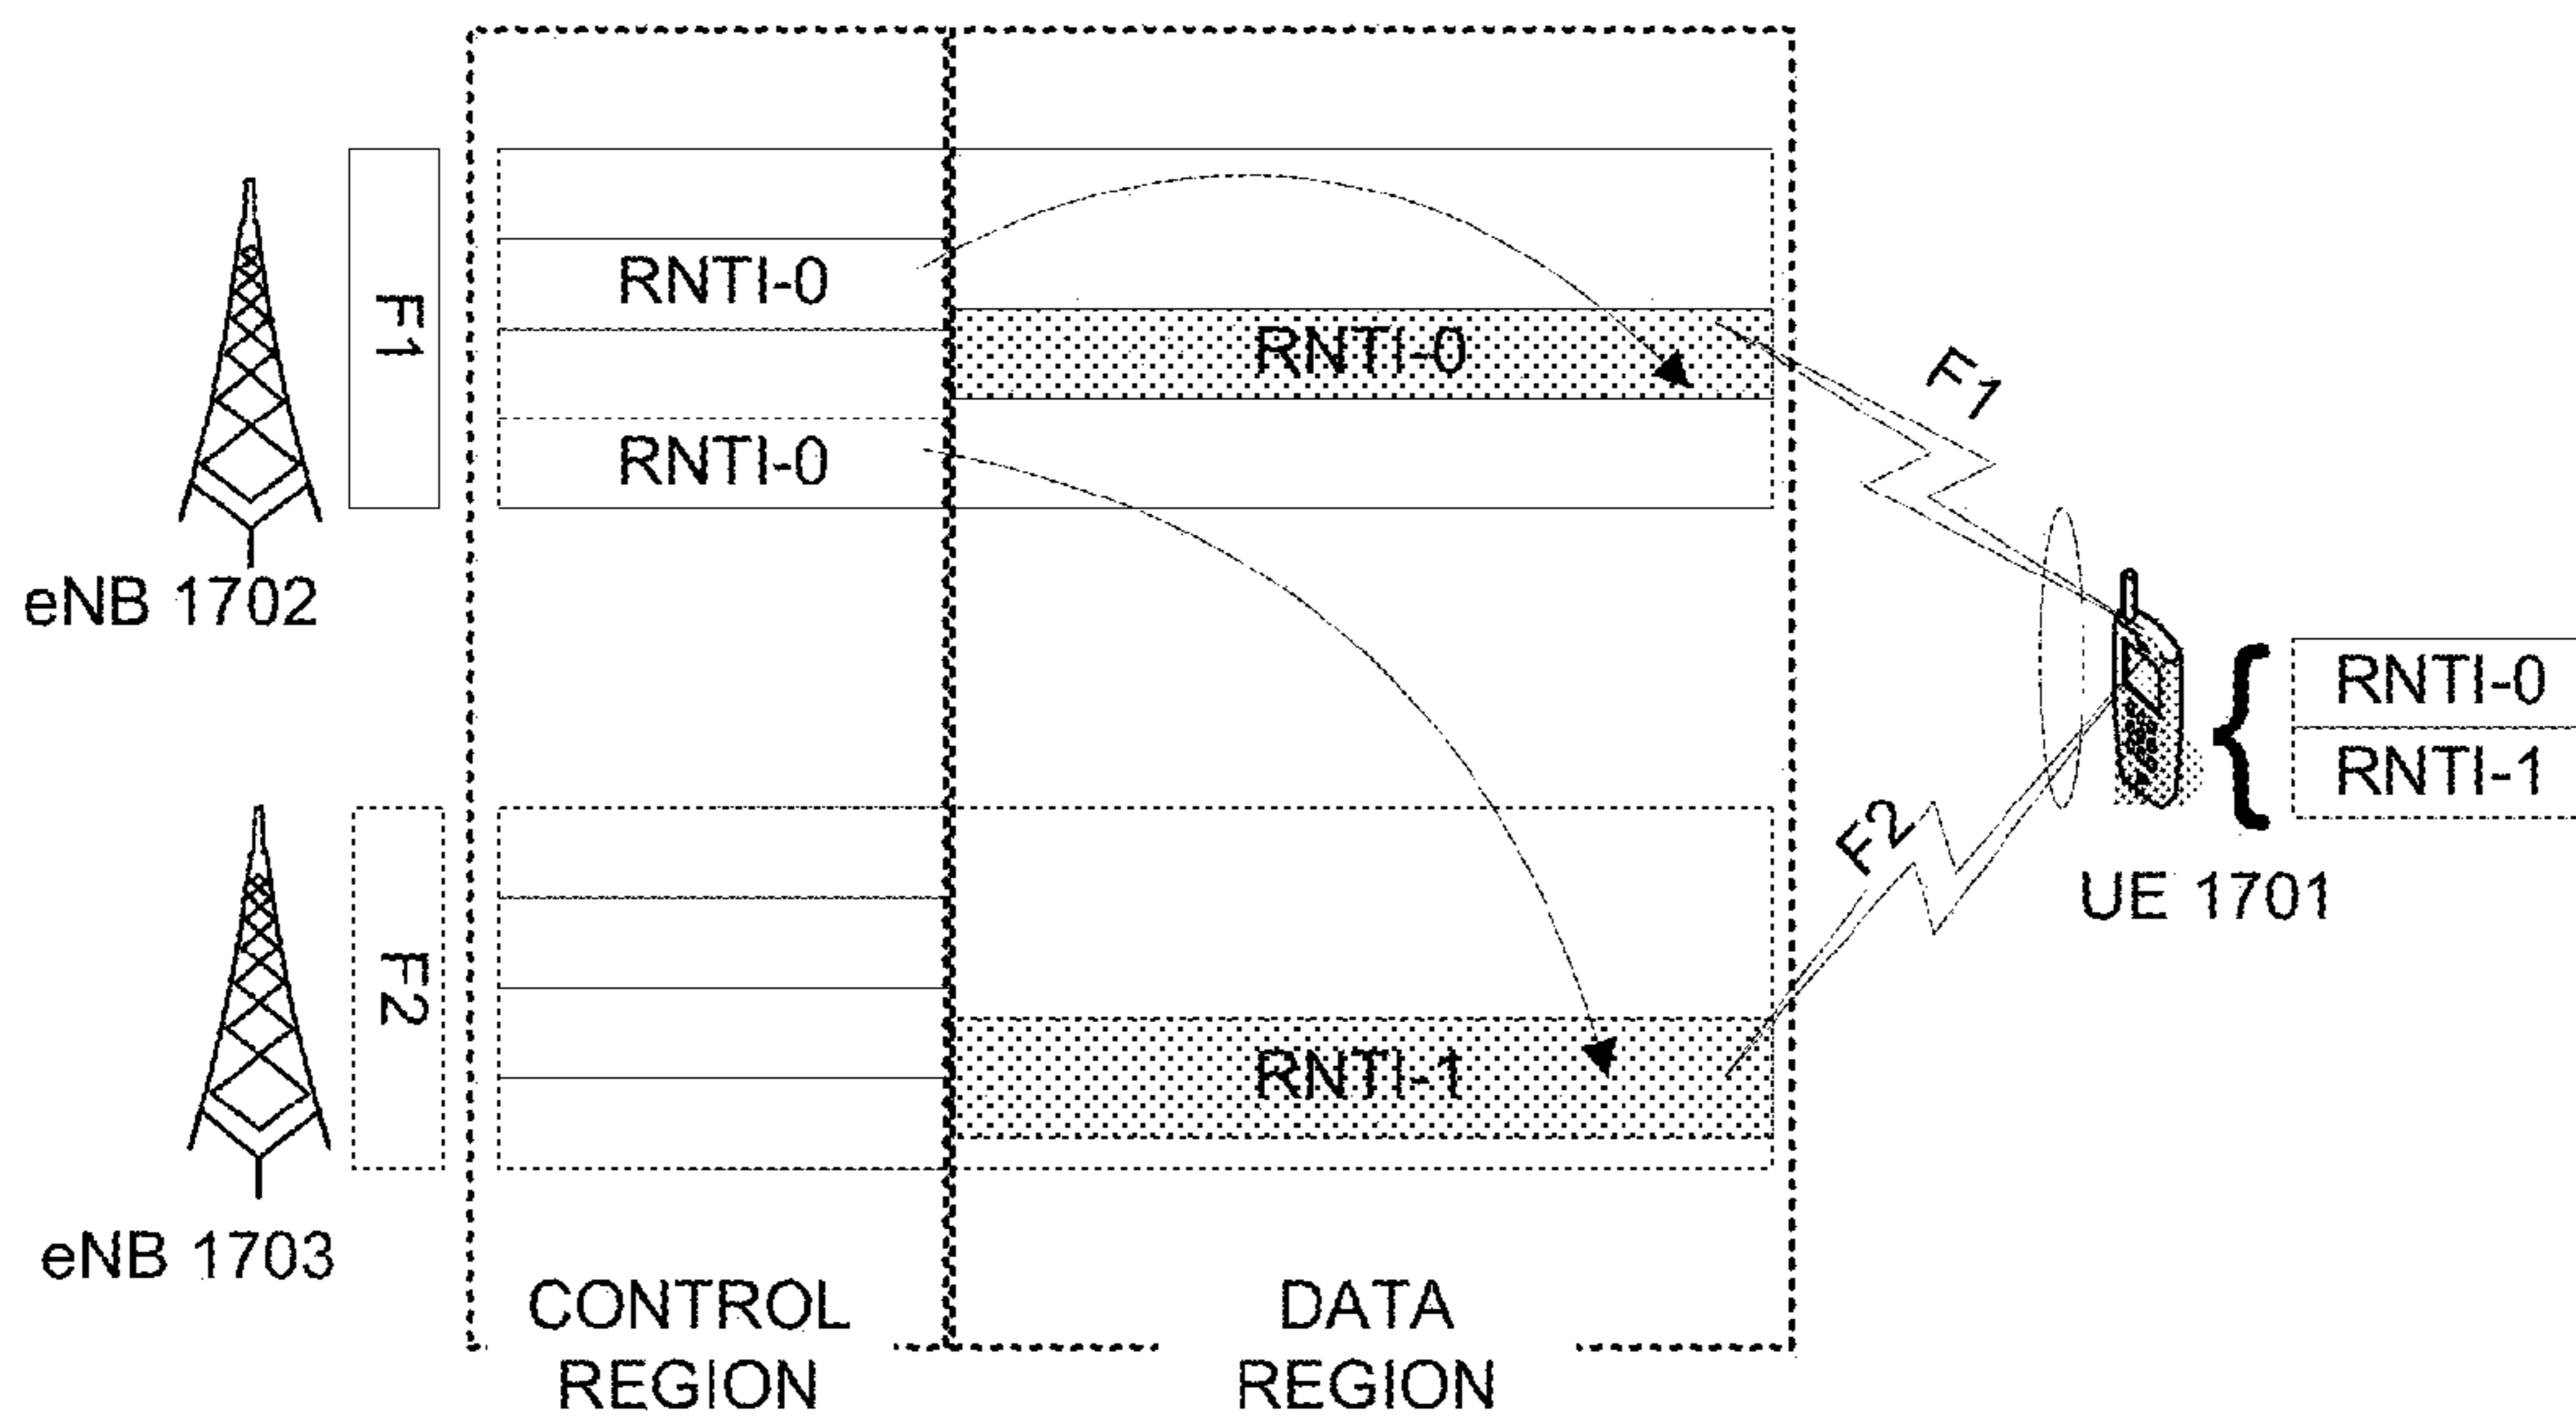 F1
RNTI-0
RNTI-0
RNTI-0
F1
eNB 1702
RNTI-0
RNTI-1
F2
F2
UE 1701
RNTI-1
eNB 1703
CONTROL
REGION
DATA
REGION